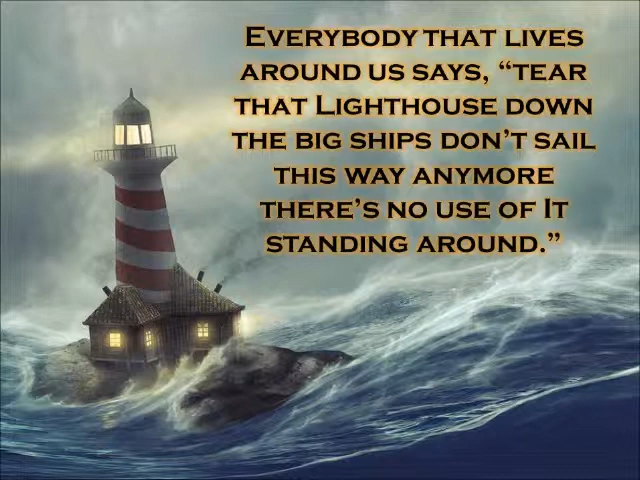 Everybody that lives
around us says, “tear
that Lighthouse down
the big ships don’t sail
this way anymore
there’s no use of It
standing around.”